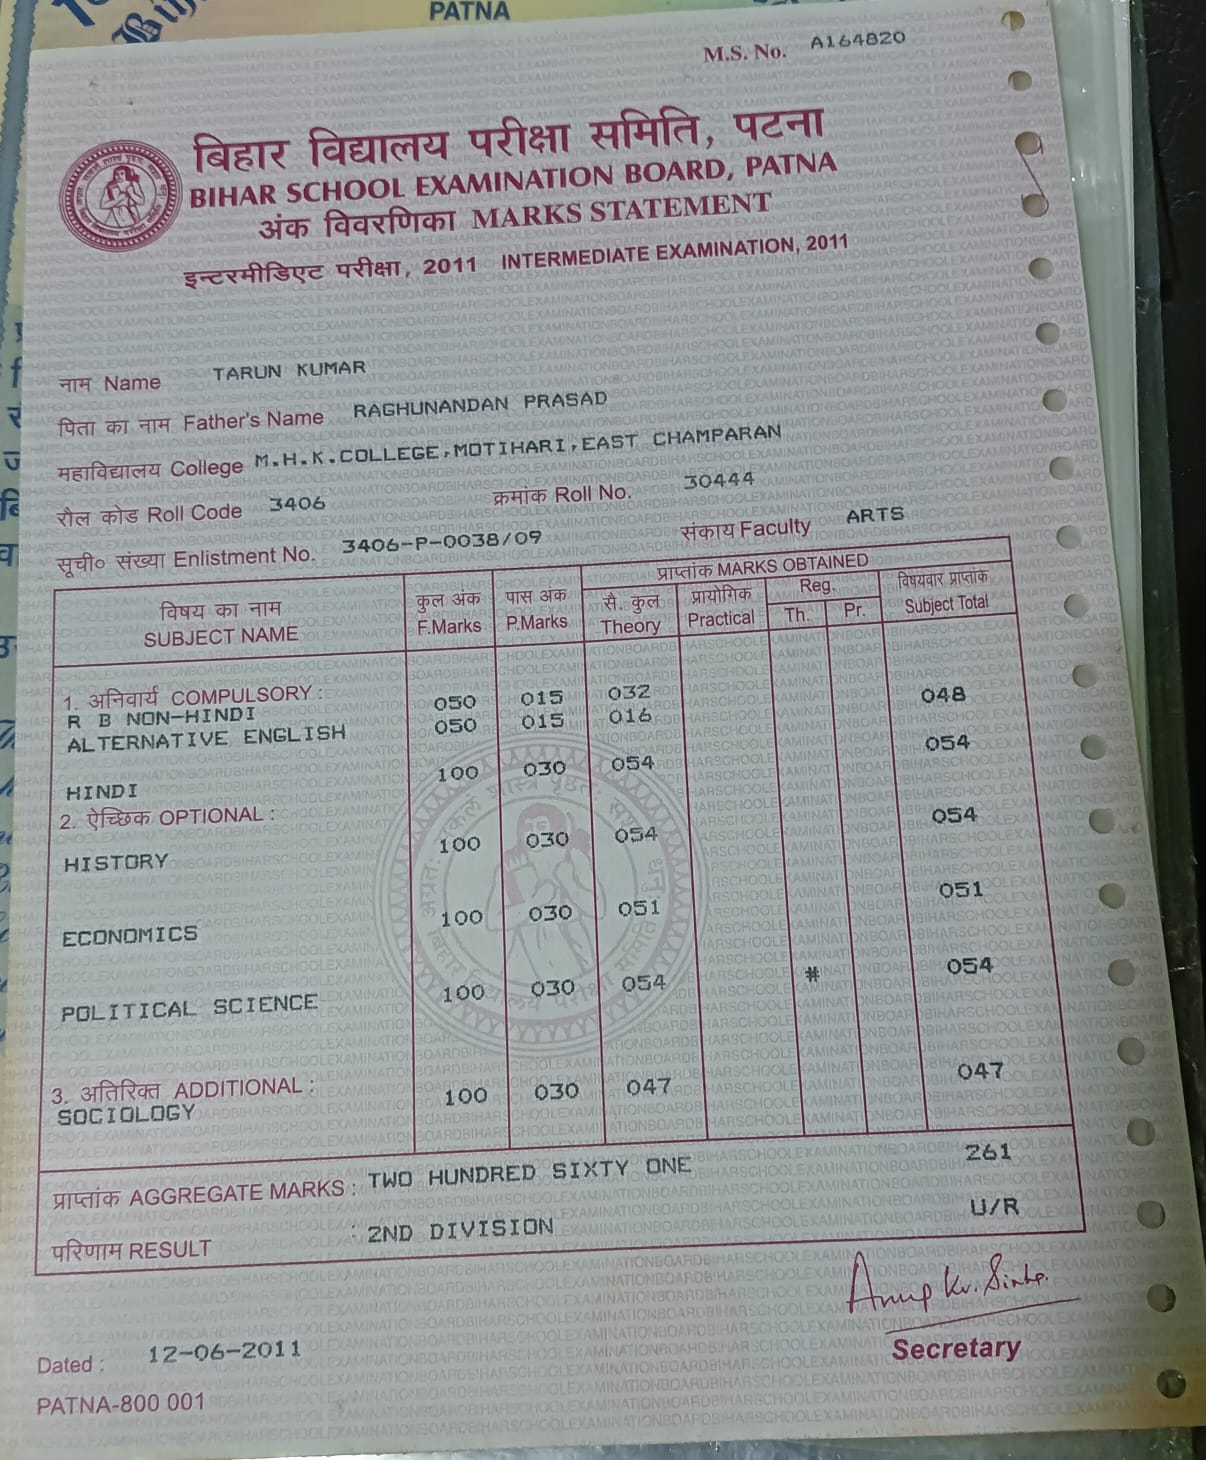 PATNA
M.S. No. A164820
बिहार विद्यालय परीक्षा समिति, पटना
BIHAR SCHOOL EXAMINATION BOARD, PATNA
अंक विवरणिका MARKS STATEMENT
इन्टरमीडिएट परीक्षा, 2011 INTERMEDIATE EXAMINATION, 2011
नाम Name TARUN KUMAR
पिता का नाम Father's Name RAGHUNANDAN PRASAD
महाविद्यालय College M.H.K.COLLEGE,MOTIHARI,EAST CHAMPARAN
रौल कोड Roll Code 3406 क्रमांक Roll No. 30444
सूची० संख्या Enlistment No. 3406-P-0038/09 संकाय Faculty ARTS
विषय का नाम कुल अंक पास अंक प्राप्तांक MARKS OBTAINED
SUBJECT NAME F.Marks P.Marks सै. कुल प्रायोगिक Reg. विषयवार प्राप्तांक
Theory Practical Th. Pr. Subject Total
1. अनिवार्य COMPULSORY :
R B NON-HINDI 050 015 032 048
ALTERNATIVE ENGLISH 050 015 016
HINDI 100 030 054 054
2. ऐच्छिक OPTIONAL :
HISTORY 100 030 054 054
ECONOMICS 100 030 051 051
POLITICAL SCIENCE 100 030 054 # 054
3. अतिरिक्त ADDITIONAL :
SOCIOLOGY 100 030 047 047
प्राप्तांक AGGREGATE MARKS : TWO HUNDRED SIXTY ONE 261
परिणाम RESULT : 2ND DIVISION U/R
Anup Kr. Sinha.
Secretary
Dated : 12-06-2011
PATNA-800 001